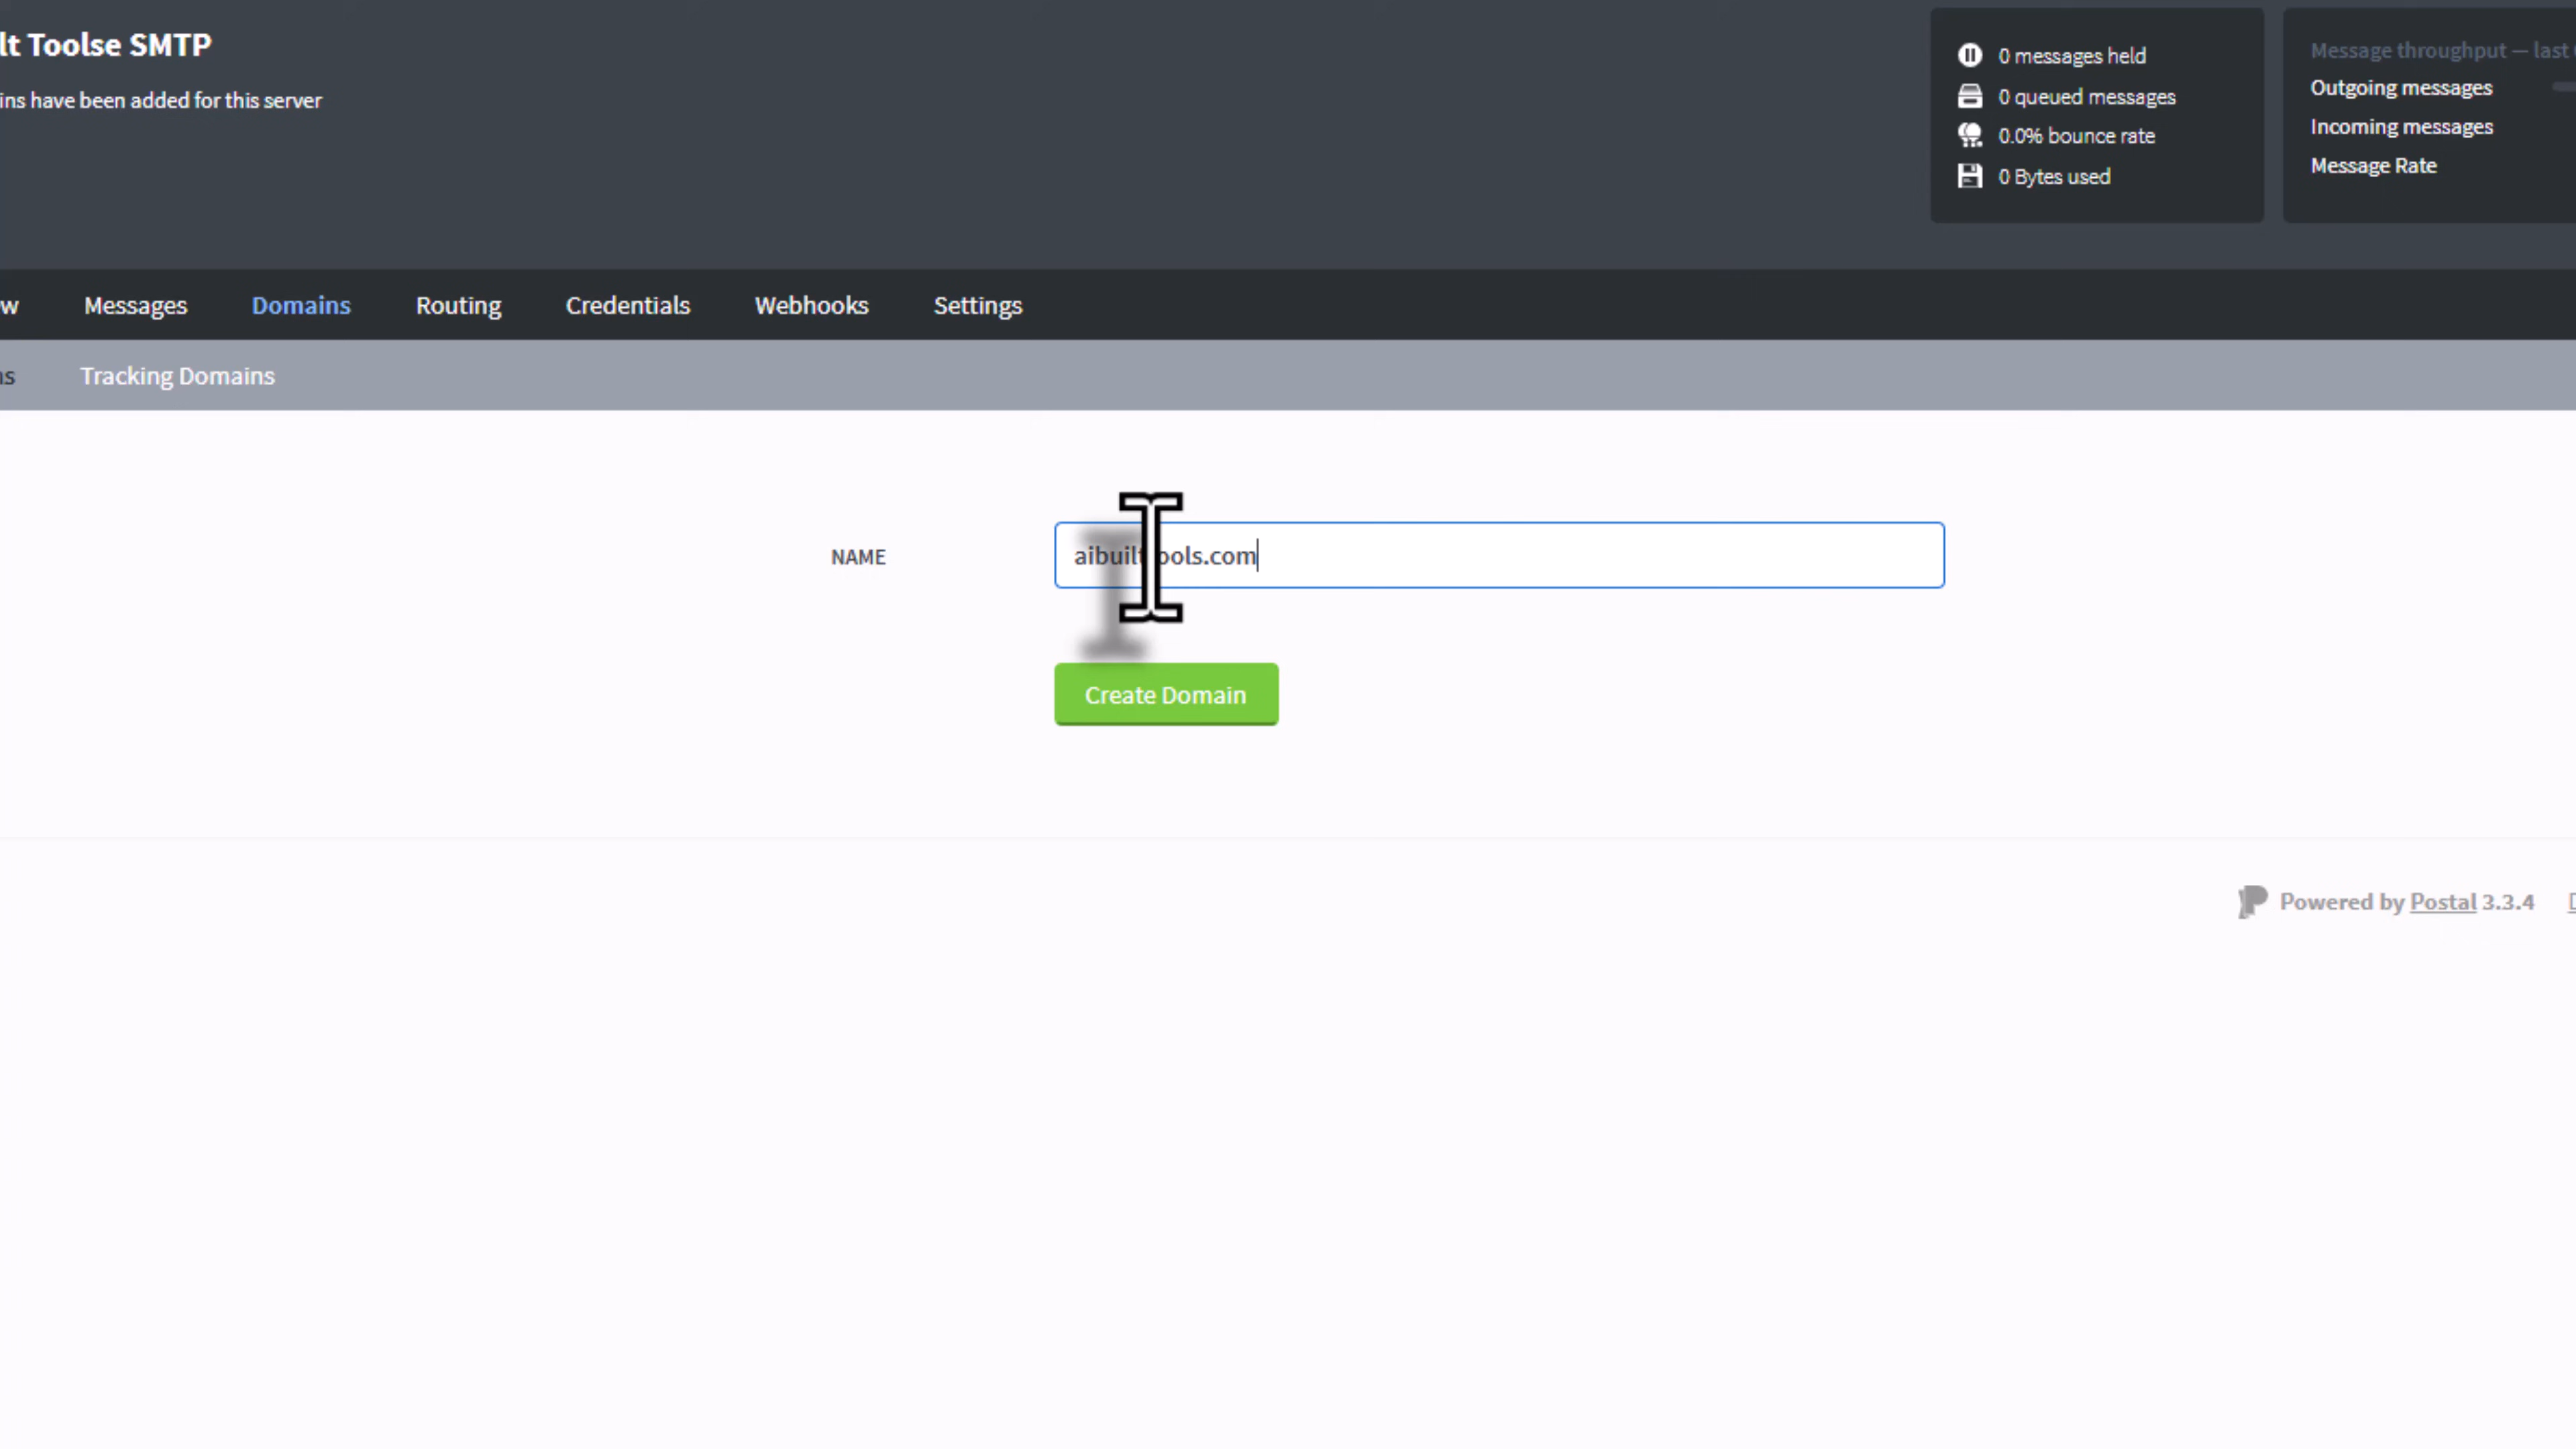 lt Toolse SMTP
ins have been added for this server
0 messages held
0 queued messages
0.0% bounce rate
0 Bytes used
Message throughput — last
Outgoing messages
Incoming messages
Message Rate
w Messages Domains Routing Credentials Webhooks Settings
ns Tracking Domains
NAME
aibuilttools.com
Create Domain
Powered by Postal 3.3.4